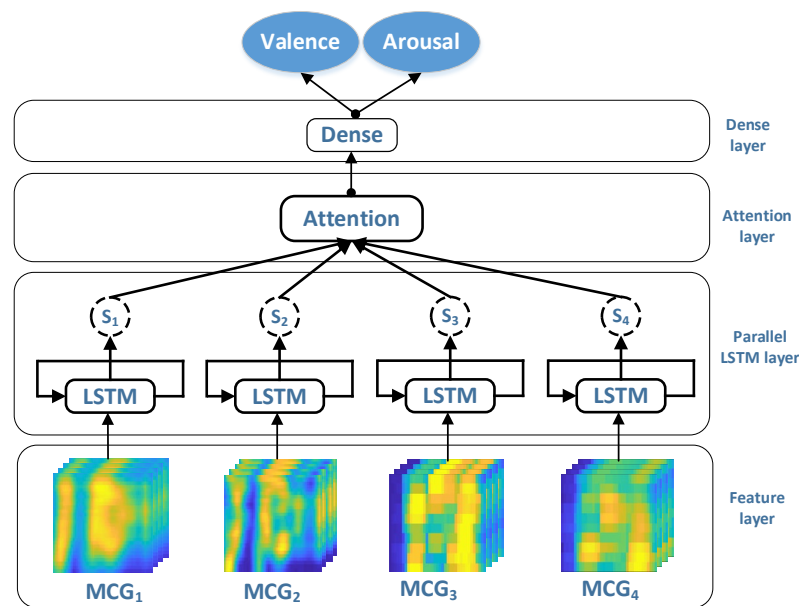 Valence Arousal
Dense
Dense
layer
Attention
Attention
layer
S₁ S₂ S₃ S₄
Parallel
LSTM layer
LSTM LSTM LSTM LSTM
Feature
layer
MCG₁ MCG₂ MCG₃ MCG₄